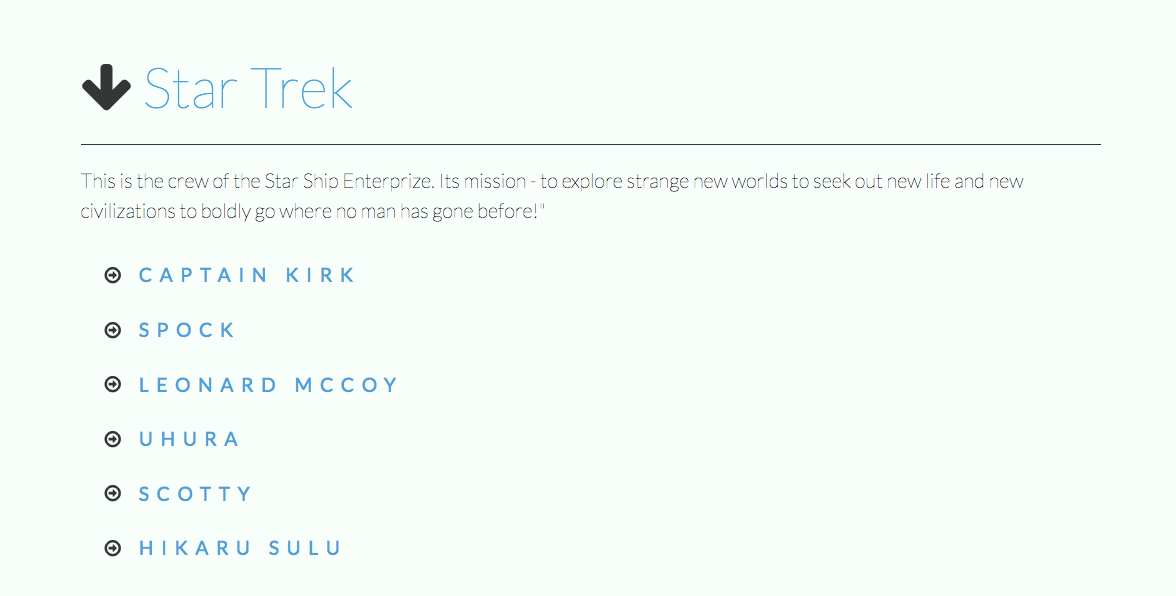 Star Trek
This is the crew of the Star Ship Enterprize. Its mission - to explore strange new worlds to seek out new life and new
civilizations to boldly go where no man has gone before!"
CAPTAIN KIRK
SPOCK
LEONARD MCCOY
UHURA
SCOTTY
HIKARU SULU